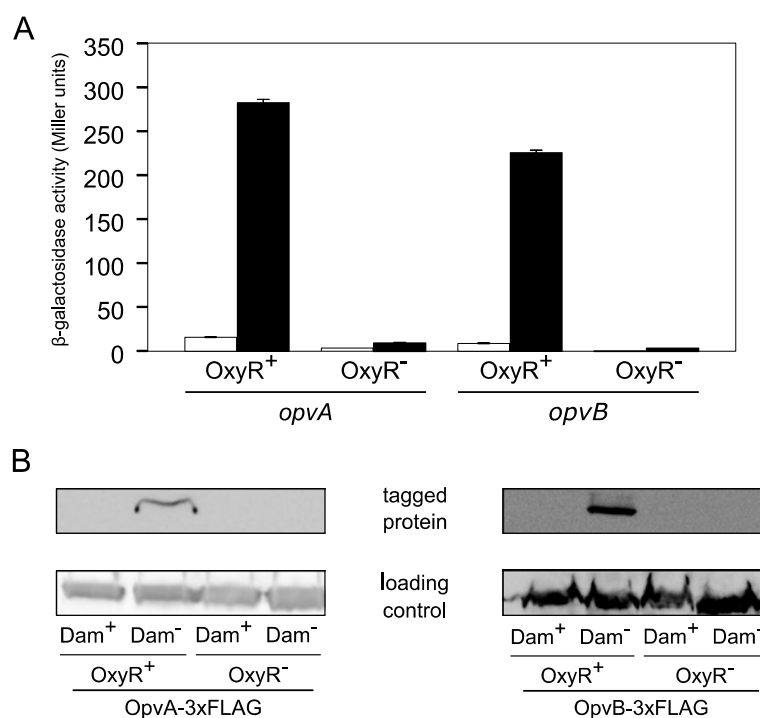 A
β-galactosidase activity (Miller units)
350
300
250
200
150
100
50
0
OxyR⁺ OxyR⁻ OxyR⁺ OxyR⁻
opvA opvB
B
tagged
protein
loading
control
Dam⁺ Dam⁻ Dam⁺ Dam⁻ Dam⁺ Dam⁻ Dam⁺ Dam⁻
OxyR⁺ OxyR⁻ OxyR⁺ OxyR⁻
OpvA-3xFLAG OpvB-3xFLAG